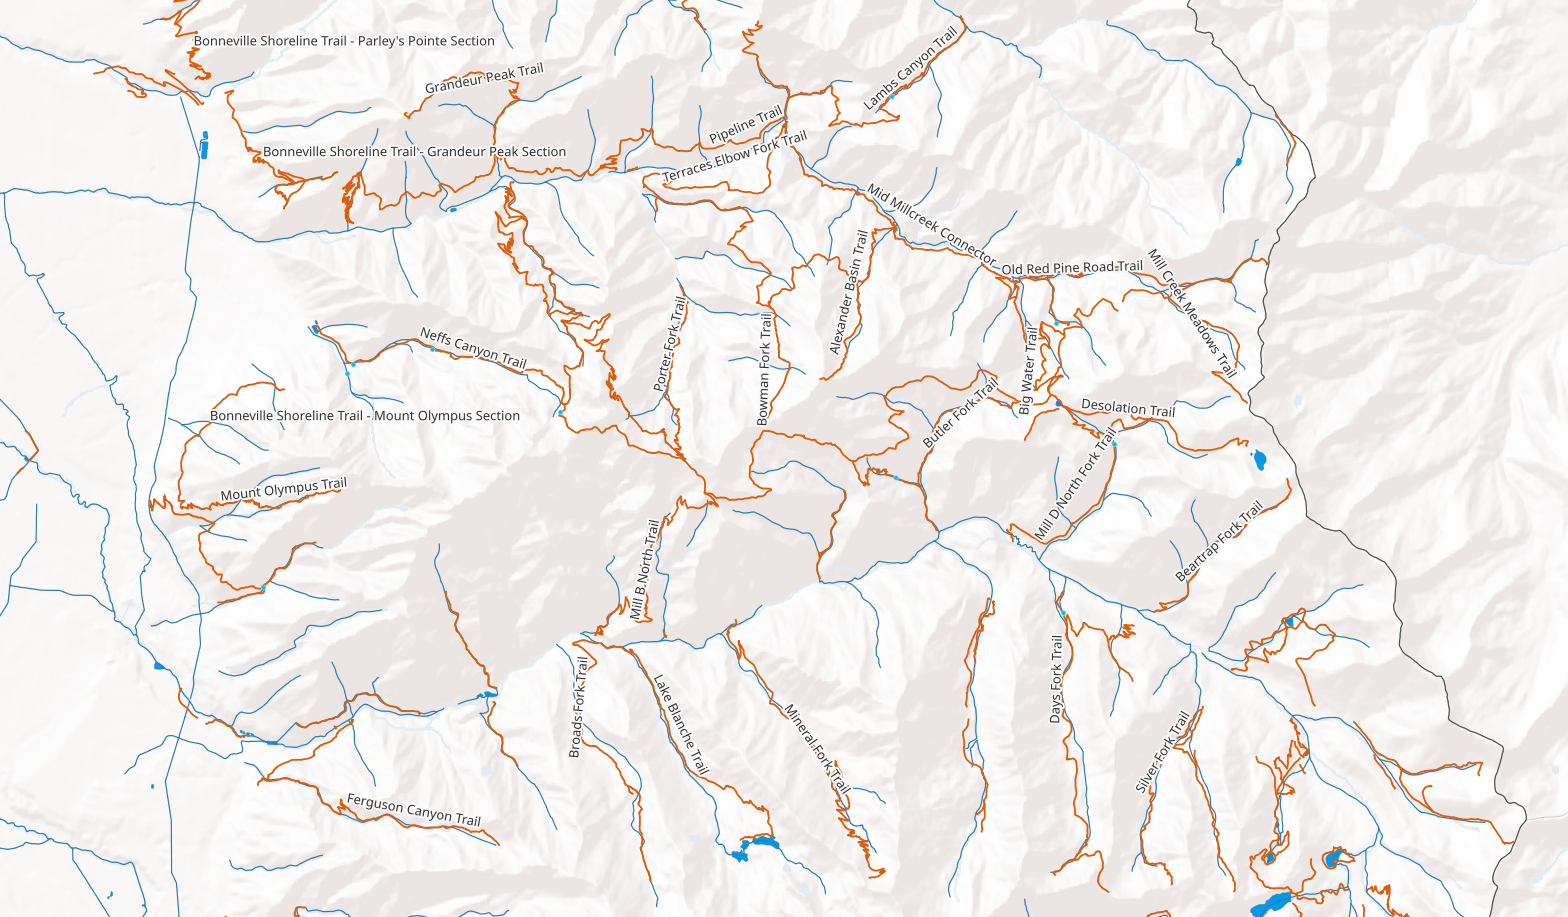 Bonneville Shoreline Trail - Parley's Pointe Section
Lambs Canyon Trail
Grandeur Peak Trail
Pipeline Trail
Bonneville Shoreline Trail - Grandeur Peak Section
Terraces Elbow Fork Trail
Mid Millcreek Connector
Alexander Basin Trail
Old Red Pine Road Trail
Mill Creek Meadows Trail
Neffs Canyon Trail
Porter Fork Trail
Bowman Fork Trail
Big Water Trail
Butler Fork Trail
Desolation Trail
Bonneville Shoreline Trail - Mount Olympus Section
Mill D North Fork Trail
Mount Olympus Trail
Beartrap Fork Trail
Mill B North Trail
Broads Fork Trail
Lake Blanche Trail
Days Fork Trail
Mineral Fork Trail
Silver Fork Trail
Ferguson Canyon Trail